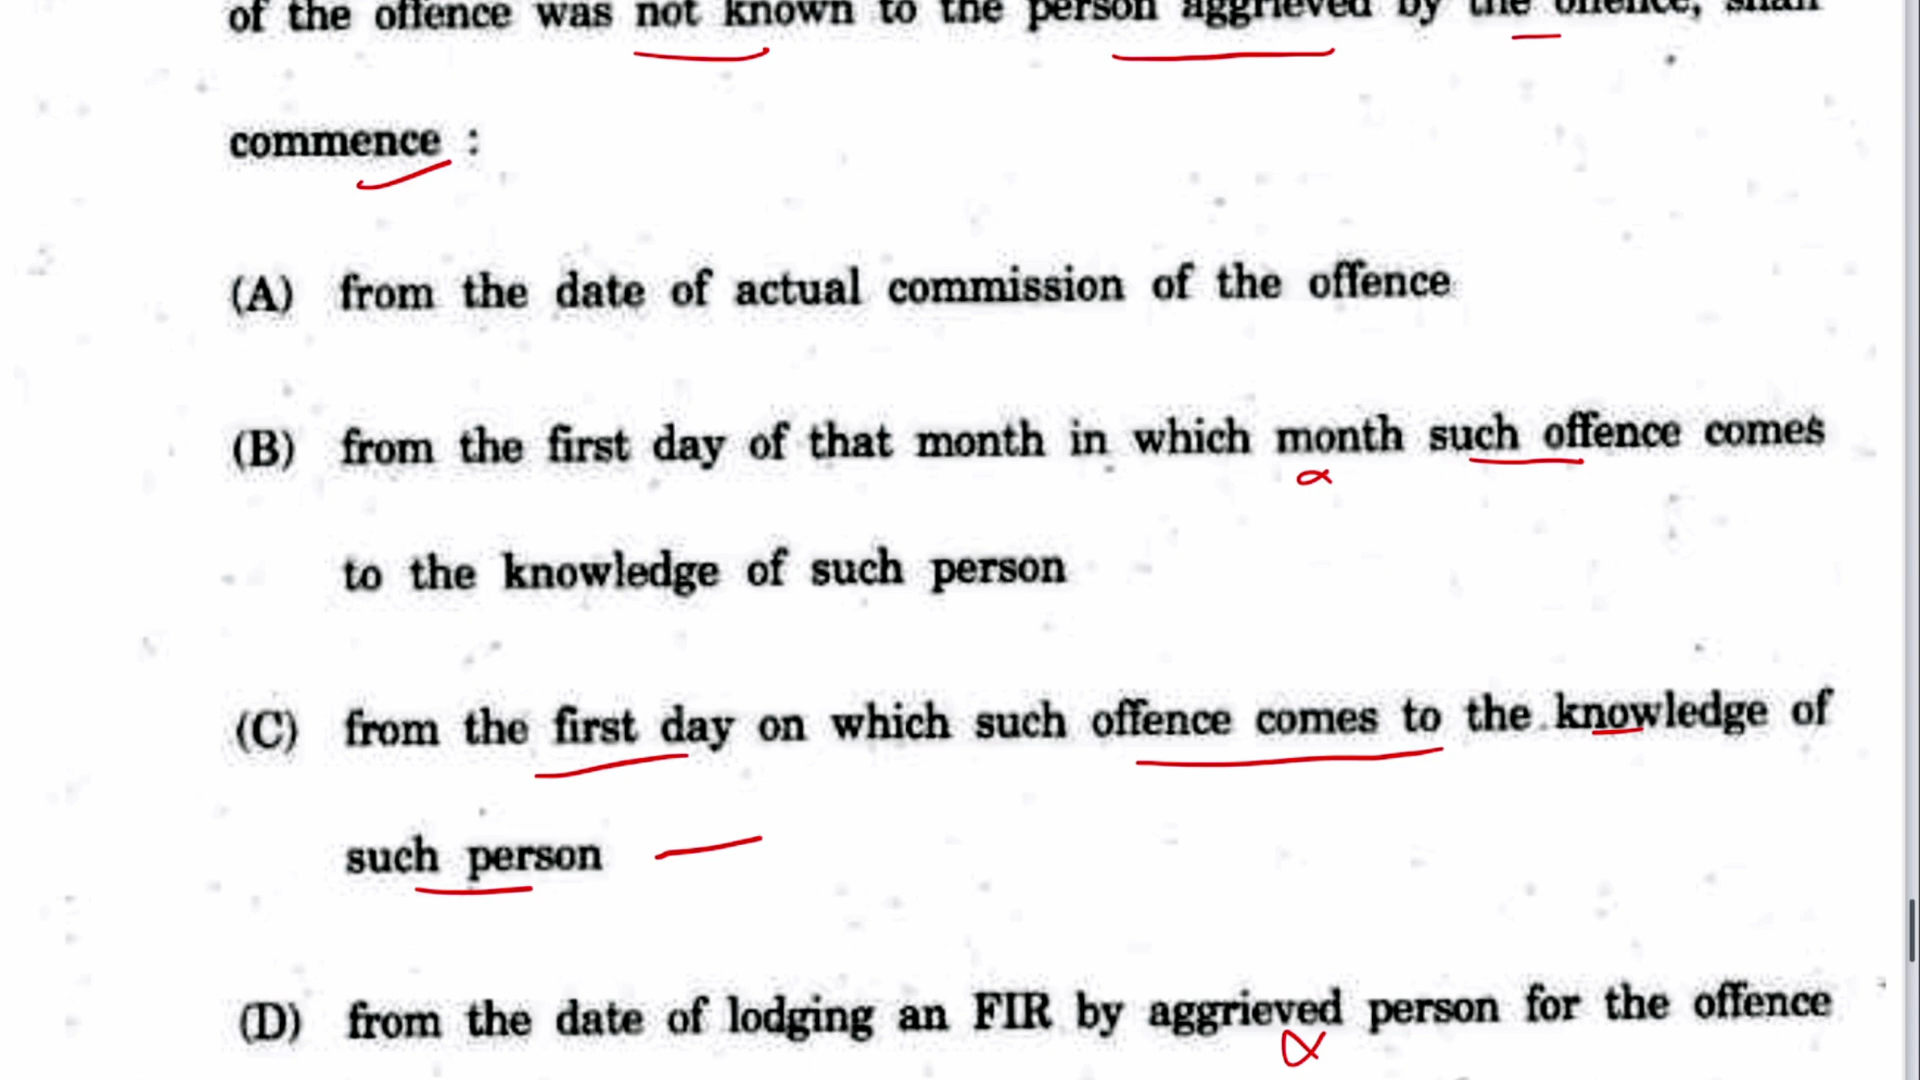 of the offence was not known to the person aggrieved by the offence, shall
commence :
(A) from the date of actual commission of the offence
(B) from the first day of that month in which month such offence comes
to the knowledge of such person
(C) from the first day on which such offence comes to the knowledge of
such person
(D) from the date of lodging an FIR by aggrieved person for the offence